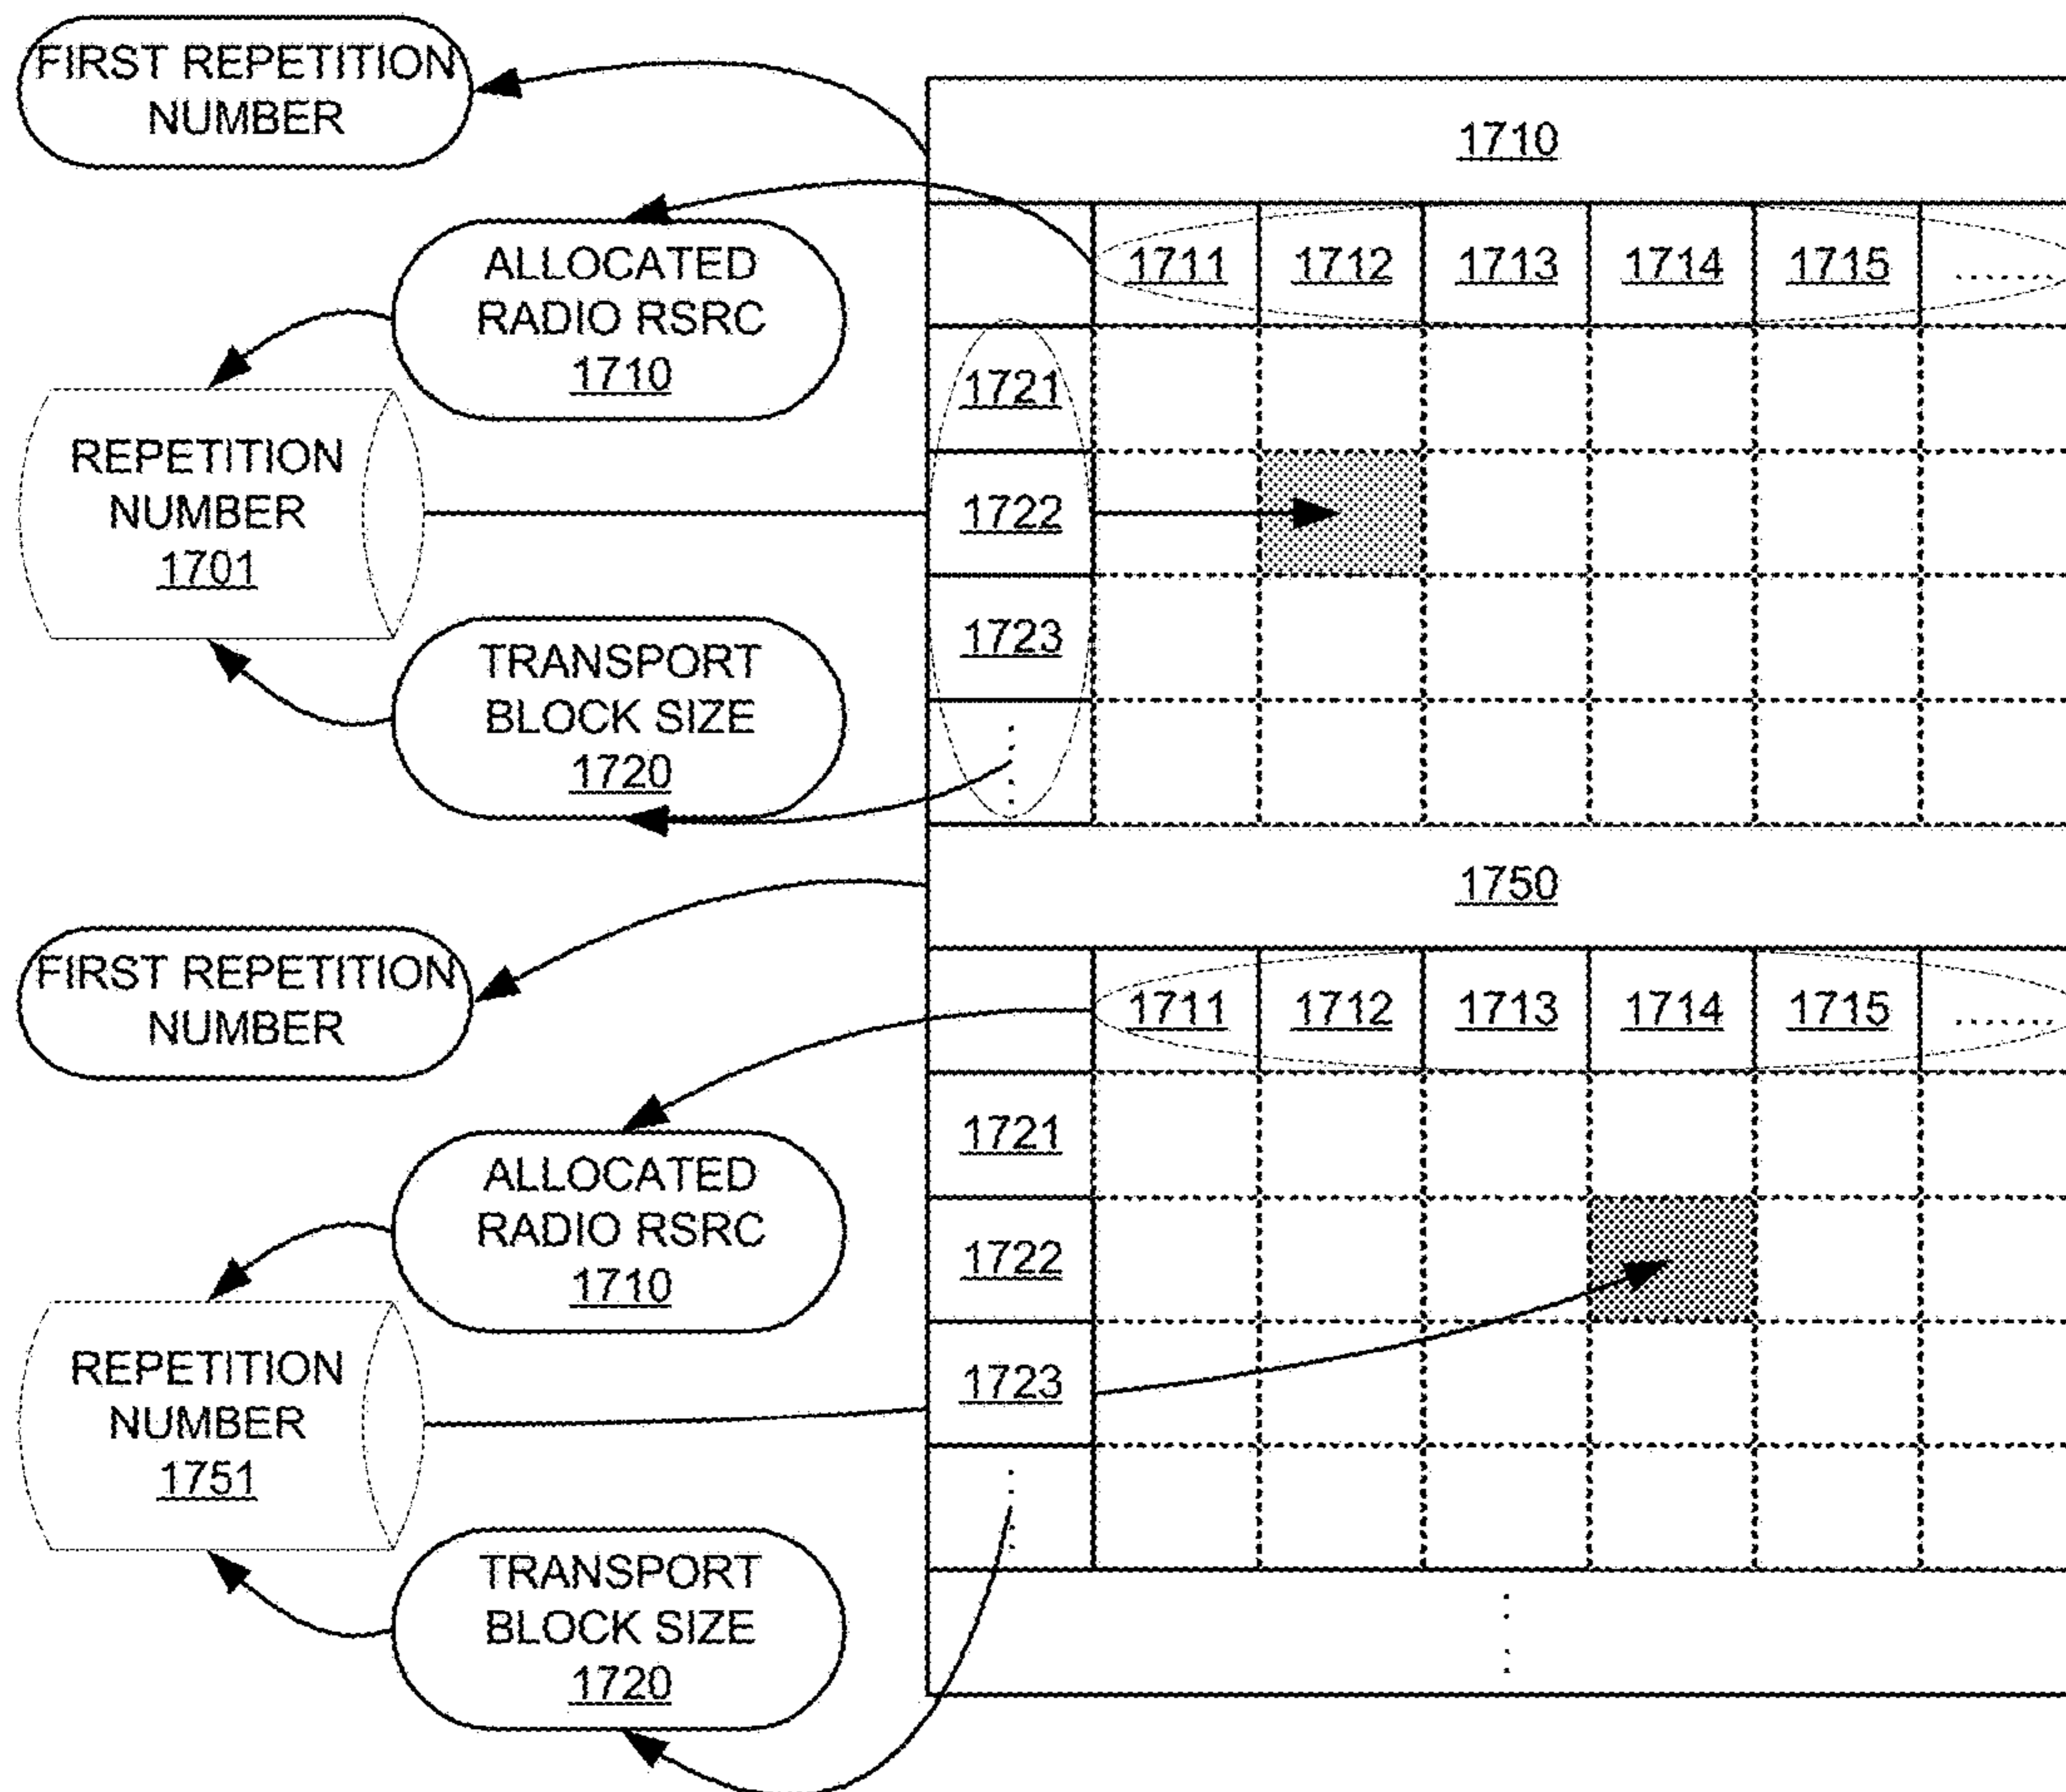 FIRST REPETITION
NUMBER
ALLOCATED
RADIO RSRC
1710
REPETITION
NUMBER
1701
TRANSPORT
BLOCK SIZE
1720
1710
1711 1712 1713 1714 1715 ......
1721
1722
1723
FIRST REPETITION
NUMBER
ALLOCATED
RADIO RSRC
1710
REPETITION
NUMBER
1751
TRANSPORT
BLOCK SIZE
1720
1750
1711 1712 1713 1714 1715 ......
1721
1722
1723